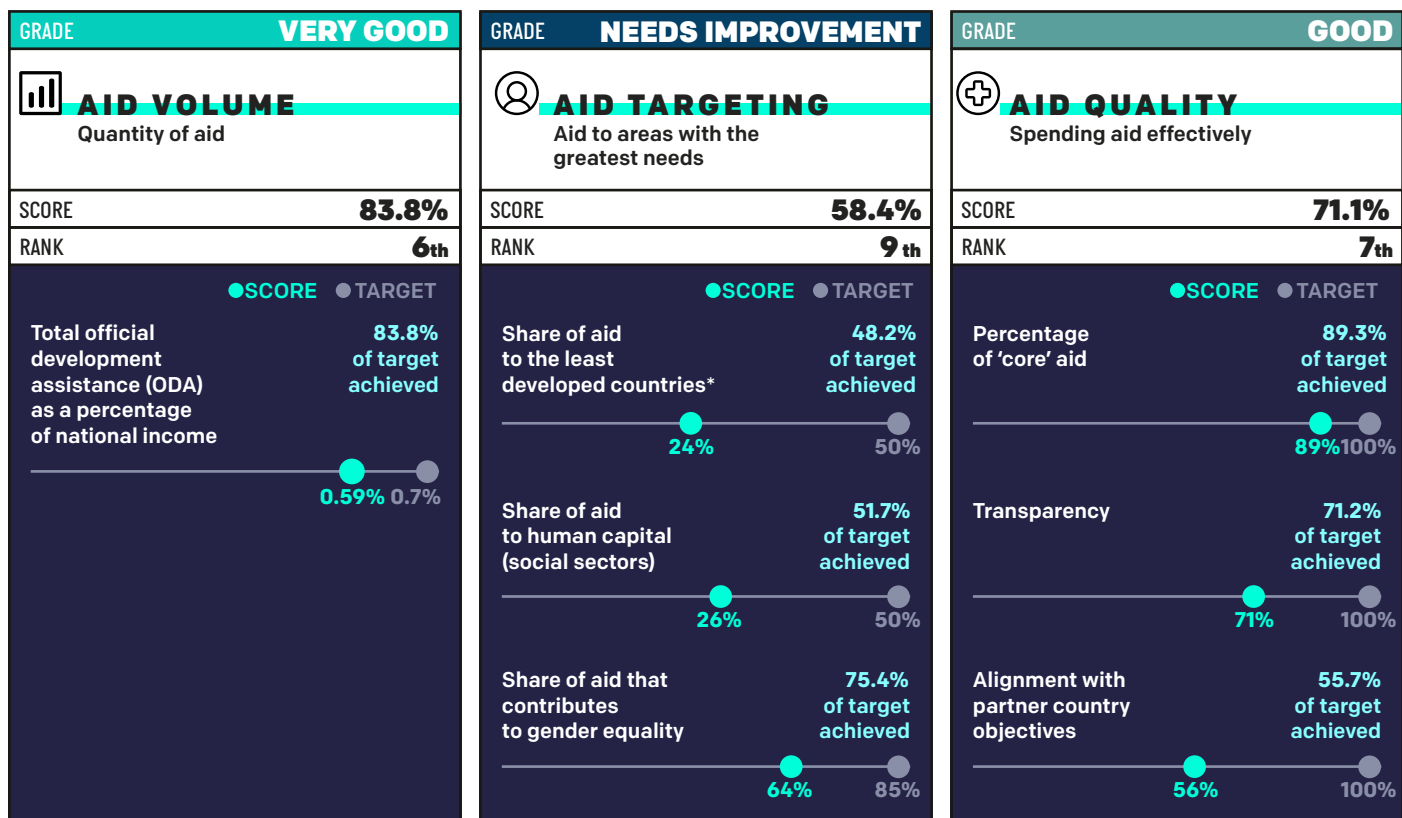 GRADE VERY GOOD
AID VOLUME
Quantity of aid
SCORE 83.8%
RANK 6th
SCORE TARGET
Total official
development
assistance (ODA)
as a percentage
of national income
83.8%
of target
achieved
0.59% 0.7%
GRADE NEEDS IMPROVEMENT
AID TARGETING
Aid to areas with the
greatest needs
SCORE 58.4%
RANK 9th
SCORE TARGET
Share of aid
to the least
developed countries*
48.2%
of target
achieved
24% 50%
Share of aid
to human capital
(social sectors)
51.7%
of target
achieved
26% 50%
Share of aid that
contributes
to gender equality
75.4%
of target
achieved
64% 85%
GRADE GOOD
AID QUALITY
Spending aid effectively
SCORE 71.1%
RANK 7th
SCORE TARGET
Percentage
of ‘core’ aid
89.3%
of target
achieved
89% 100%
Transparency
71.2%
of target
achieved
71% 100%
Alignment with
partner country
objectives
55.7%
of target
achieved
56% 100%